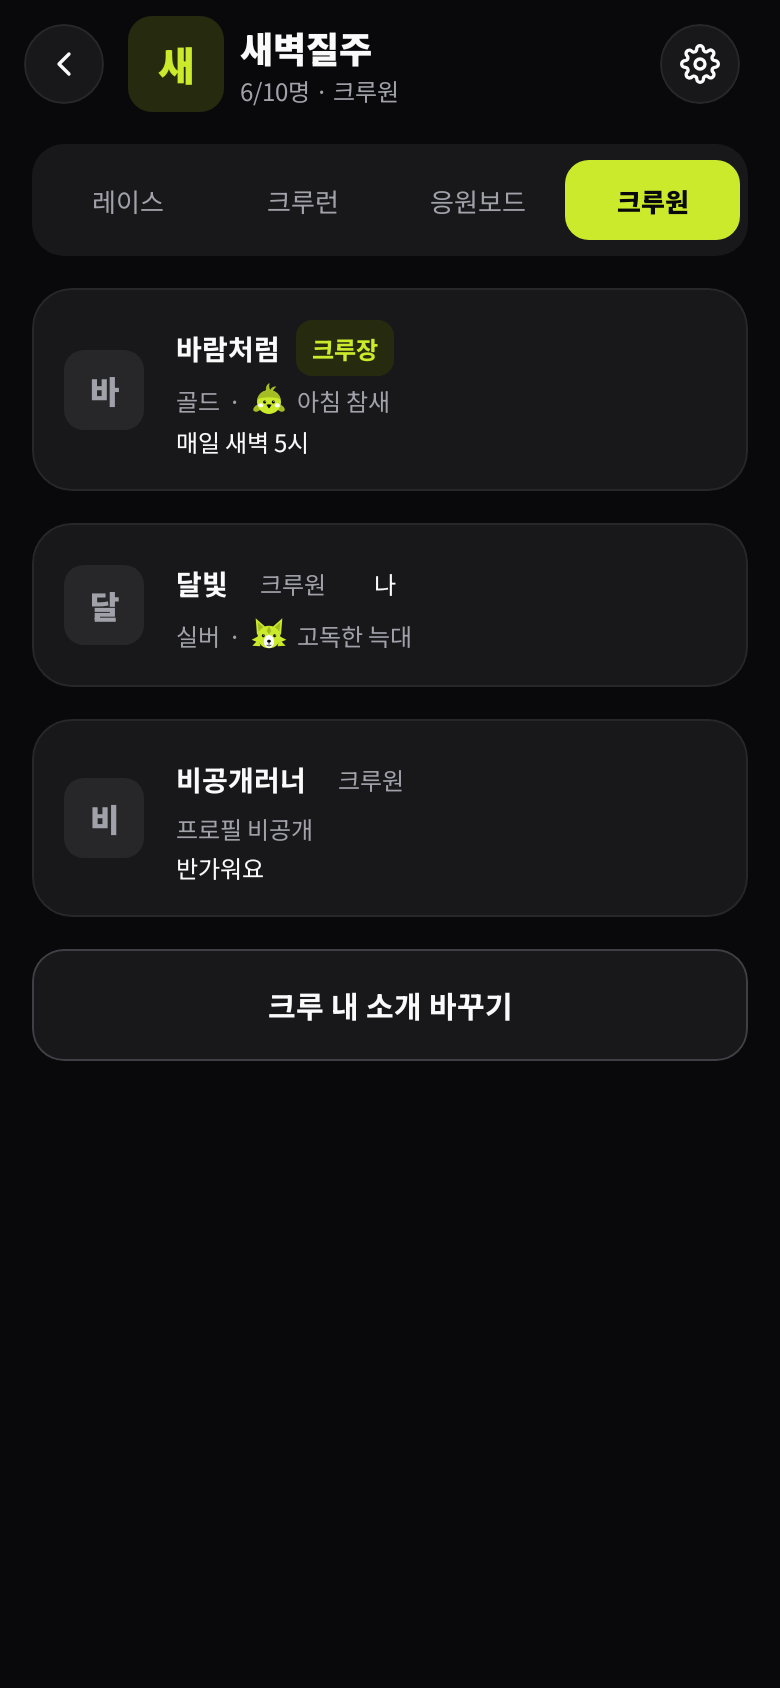 새
새벽질주
6/10명 · 크루원
레이스 크루런 응원보드 크루원
바
바람처럼 크루장
골드 · 아침 참새
매일 새벽 5시
달
달빛 크루원 나
실버 · 고독한 늑대
비
비공개러너 크루원
프로필 비공개
반가워요
크루 내 소개 바꾸기